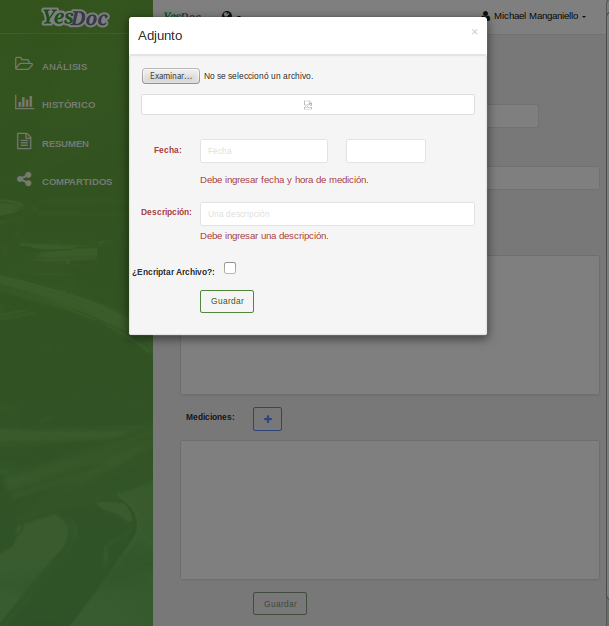 YesDoc
YesDoc
Michael Manganiello
ANÁLISIS
HISTÓRICO
RESUMEN
COMPARTIDOS
Adjunto
×
Examinar... No se seleccionó un archivo.
Fecha: Fecha
Debe ingresar fecha y hora de medición.
Descripción: Una descripción
Debe ingresar una descripción.
¿Encriptar Archivo?:
Guardar
Mediciones: +
Guardar